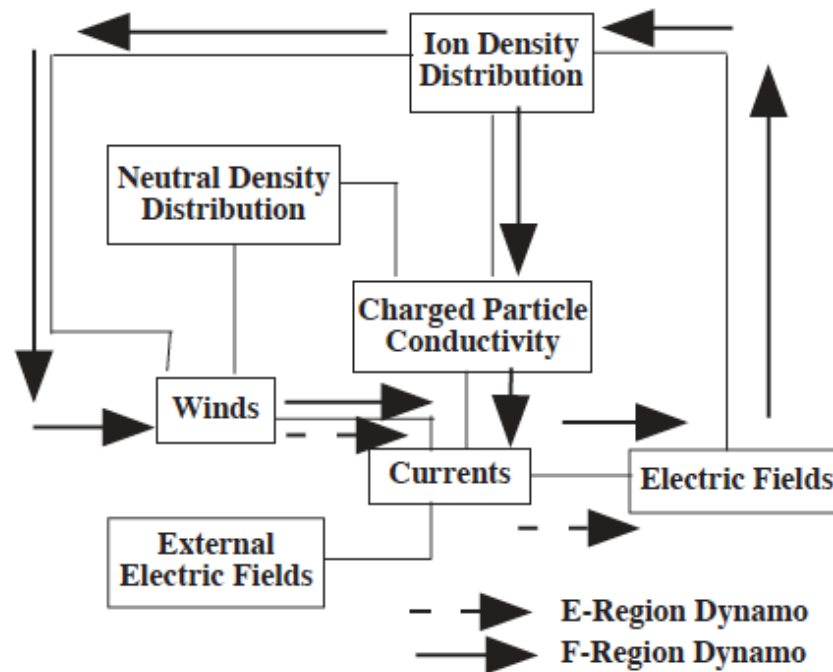 Ion Density
Distribution
Neutral Density
Distribution
Charged Particle
Conductivity
Winds
Currents
Electric Fields
External
Electric Fields
E-Region Dynamo
F-Region Dynamo